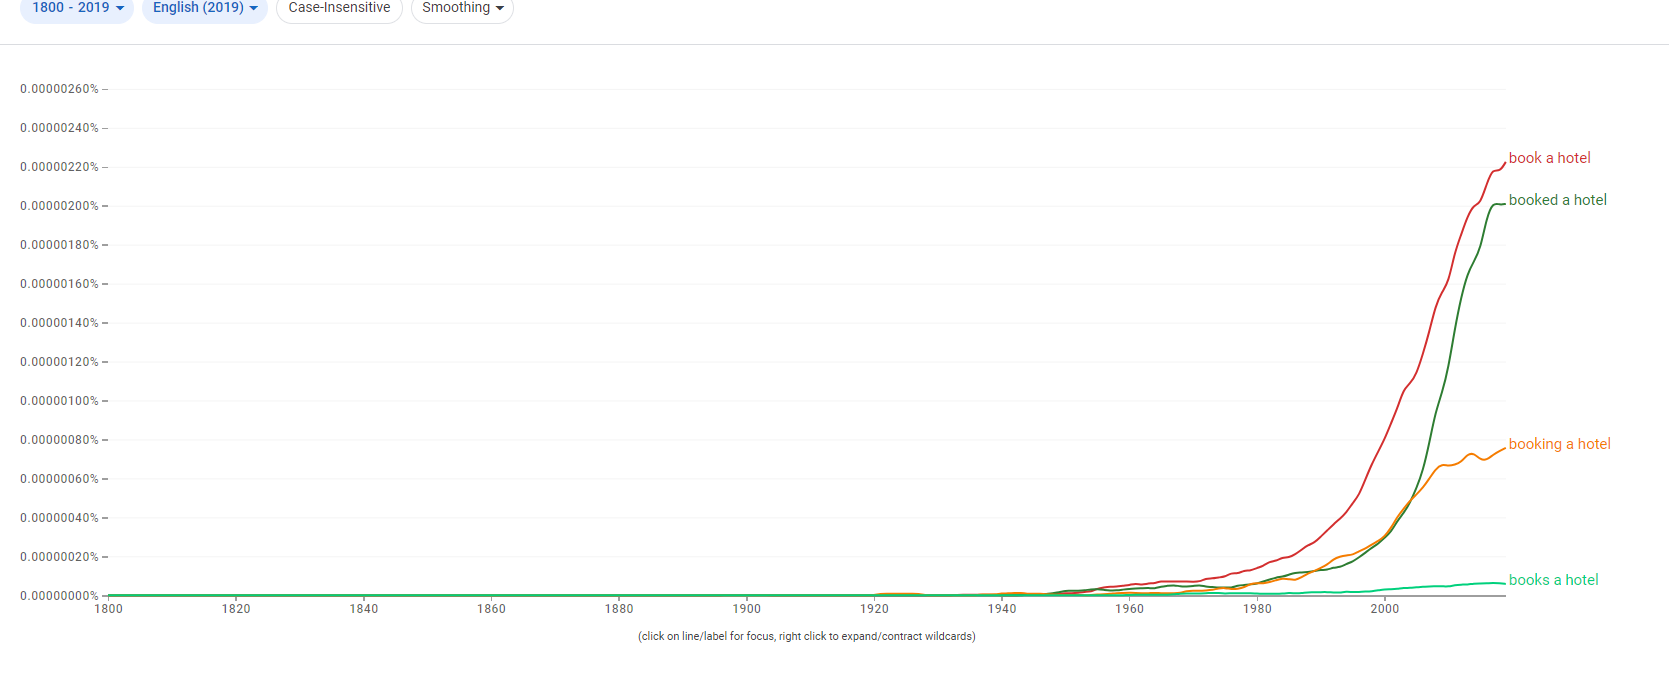 1800 - 2019 English (2019) Case-Insensitive Smoothing
0.00000260%
0.00000240%
0.00000220%
0.00000200%
0.00000180%
0.00000160%
0.00000140%
0.00000120%
0.00000100%
0.00000080%
0.00000060%
0.00000040%
0.00000020%
0.00000000%
book a hotel
booked a hotel
booking a hotel
books a hotel
1800 1820 1840 1860 1880 1900 1920 1940 1960 1980 2000
(click on line/label for focus, right click to expand/contract wildcards)